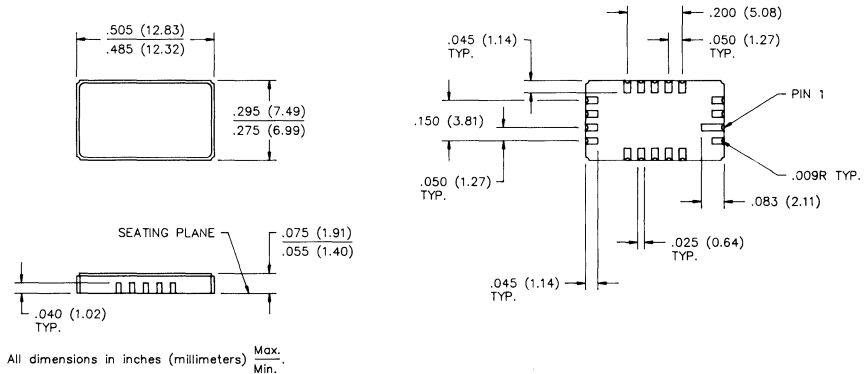 .505 (12.83)
.485 (12.32)
.295 (7.49)
.275 (6.99)
SEATING PLANE
.075 (1.91)
.055 (1.40)
.040 (1.02)
TYP.
.200 (5.08)
.045 (1.14)
TYP.
.050 (1.27)
TYP.
PIN 1
.150 (3.81)
.050 (1.27)
TYP.
.009R TYP.
.083 (2.11)
.025 (0.64)
TYP.
.045 (1.14)
TYP.
All dimensions in inches (millimeters) Max.
Min.